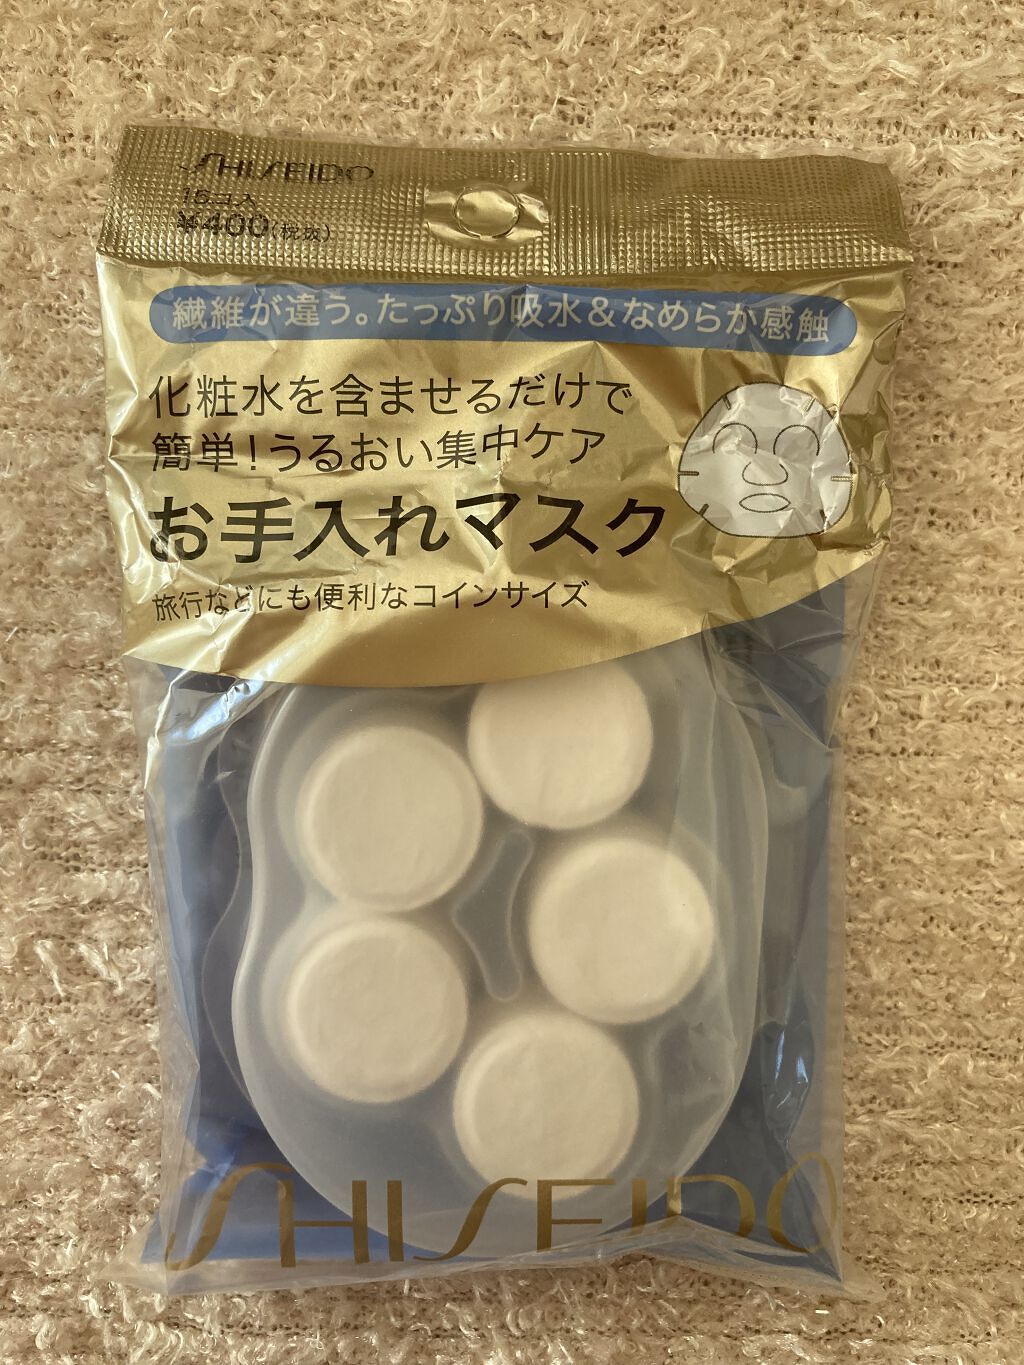 SHISEIDO
15コ入
¥400(税抜)
繊維が違う。たっぷり吸水&なめらか感触
化粧水を含ませるだけで
簡単!うるおい集中ケア
お手入れマスク
旅行などにも便利なコインサイズ
SHISEIDO